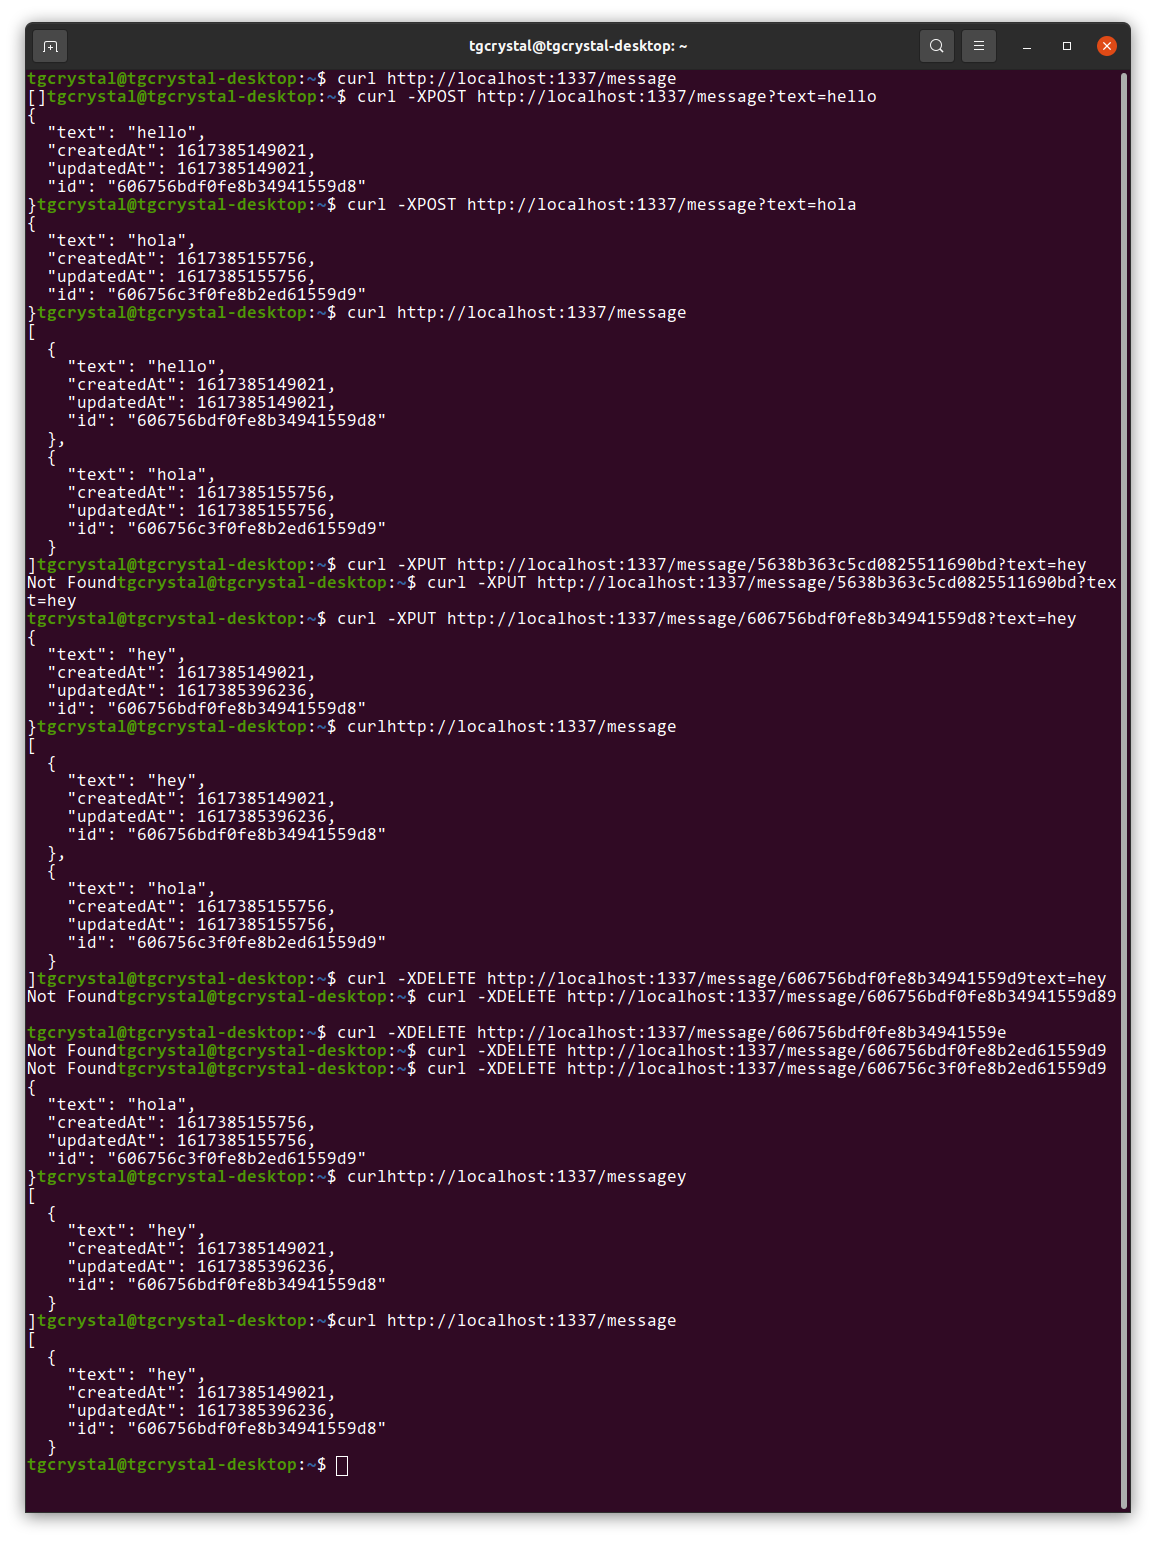 tgcrystal@tgcrystal-desktop: ~
tgcrystal@tgcrystal-desktop:~$ curl http://localhost:1337/message
[]tgcrystal@tgcrystal-desktop:~$ curl -XPOST http://localhost:1337/message?text=hello
{
  "text": "hello",
  "createdAt": 1617385149021,
  "updatedAt": 1617385149021,
  "id": "606756bdf0fe8b34941559d8"
}tgcrystal@tgcrystal-desktop:~$ curl -XPOST http://localhost:1337/message?text=hola
{
  "text": "hola",
  "createdAt": 1617385155756,
  "updatedAt": 1617385155756,
  "id": "606756c3f0fe8b2ed61559d9"
}tgcrystal@tgcrystal-desktop:~$ curl http://localhost:1337/message
[
  {
    "text": "hello",
    "createdAt": 1617385149021,
    "updatedAt": 1617385149021,
    "id": "606756bdf0fe8b34941559d8"
  },
  {
    "text": "hola",
    "createdAt": 1617385155756,
    "updatedAt": 1617385155756,
    "id": "606756c3f0fe8b2ed61559d9"
  }
]tgcrystal@tgcrystal-desktop:~$ curl -XPUT http://localhost:1337/message/5638b363c5cd0825511690bd?text=hey
Not Foundtgcrystal@tgcrystal-desktop:~$ curl -XPUT http://localhost:1337/message/5638b363c5cd0825511690bd?tex
t=hey
tgcrystal@tgcrystal-desktop:~$ curl -XPUT http://localhost:1337/message/606756bdf0fe8b34941559d8?text=hey
{
  "text": "hey",
  "createdAt": 1617385149021,
  "updatedAt": 1617385396236,
  "id": "606756bdf0fe8b34941559d8"
}tgcrystal@tgcrystal-desktop:~$ curlhttp://localhost:1337/message
[
  {
    "text": "hey",
    "createdAt": 1617385149021,
    "updatedAt": 1617385396236,
    "id": "606756bdf0fe8b34941559d8"
  },
  {
    "text": "hola",
    "createdAt": 1617385155756,
    "updatedAt": 1617385155756,
    "id": "606756c3f0fe8b2ed61559d9"
  }
]tgcrystal@tgcrystal-desktop:~$ curl -XDELETE http://localhost:1337/message/606756bdf0fe8b34941559d9text=hey
Not Foundtgcrystal@tgcrystal-desktop:~$ curl -XDELETE http://localhost:1337/message/606756bdf0fe8b34941559d89
tgcrystal@tgcrystal-desktop:~$ curl -XDELETE http://localhost:1337/message/606756bdf0fe8b34941559e
Not Foundtgcrystal@tgcrystal-desktop:~$ curl -XDELETE http://localhost:1337/message/606756bdf0fe8b2ed61559d9
Not Foundtgcrystal@tgcrystal-desktop:~$ curl -XDELETE http://localhost:1337/message/606756c3f0fe8b2ed61559d9
{
  "text": "hola",
  "createdAt": 1617385155756,
  "updatedAt": 1617385155756,
  "id": "606756c3f0fe8b2ed61559d9"
}tgcrystal@tgcrystal-desktop:~$ curlhttp://localhost:1337/messagey
[
  {
    "text": "hey",
    "createdAt": 1617385149021,
    "updatedAt": 1617385396236,
    "id": "606756bdf0fe8b34941559d8"
  }
]tgcrystal@tgcrystal-desktop:~$curl http://localhost:1337/message
[
  {
    "text": "hey",
    "createdAt": 1617385149021,
    "updatedAt": 1617385396236,
    "id": "606756bdf0fe8b34941559d8"
  }
tgcrystal@tgcrystal-desktop:~$